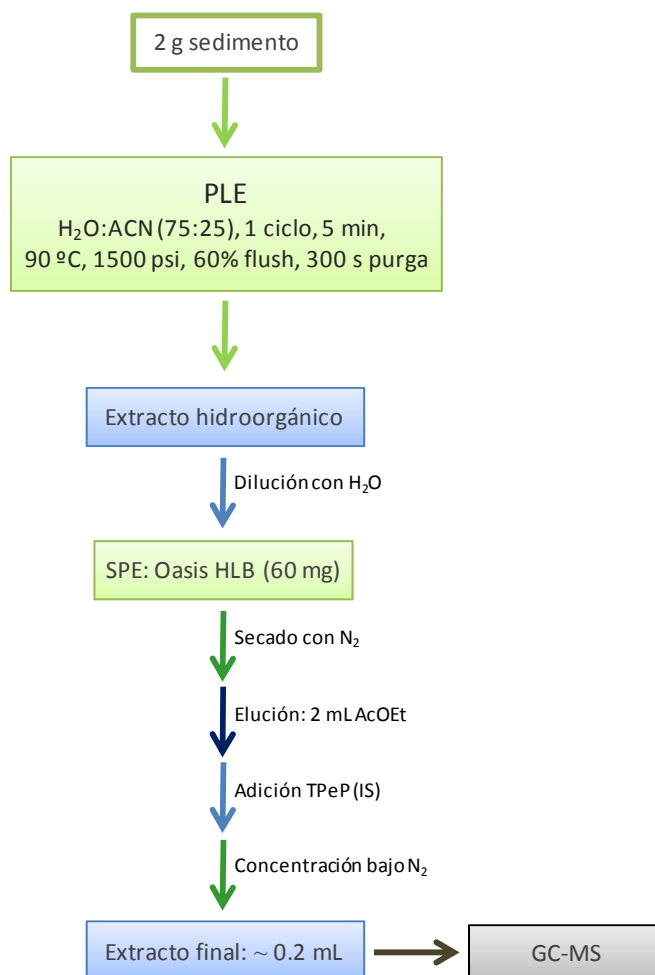 2 g sedimento
PLE
H₂O:ACN (75:25), 1 ciclo, 5 min,
90 ºC, 1500 psi, 60% flush, 300 s purga
Extracto hidroorgánico
Dilución con H₂O
SPE: Oasis HLB (60 mg)
Secado con N₂
Elución: 2 mL AcOEt
Adición TPeP (IS)
Concentración bajo N₂
Extracto final: ~ 0.2 mL
GC-MS